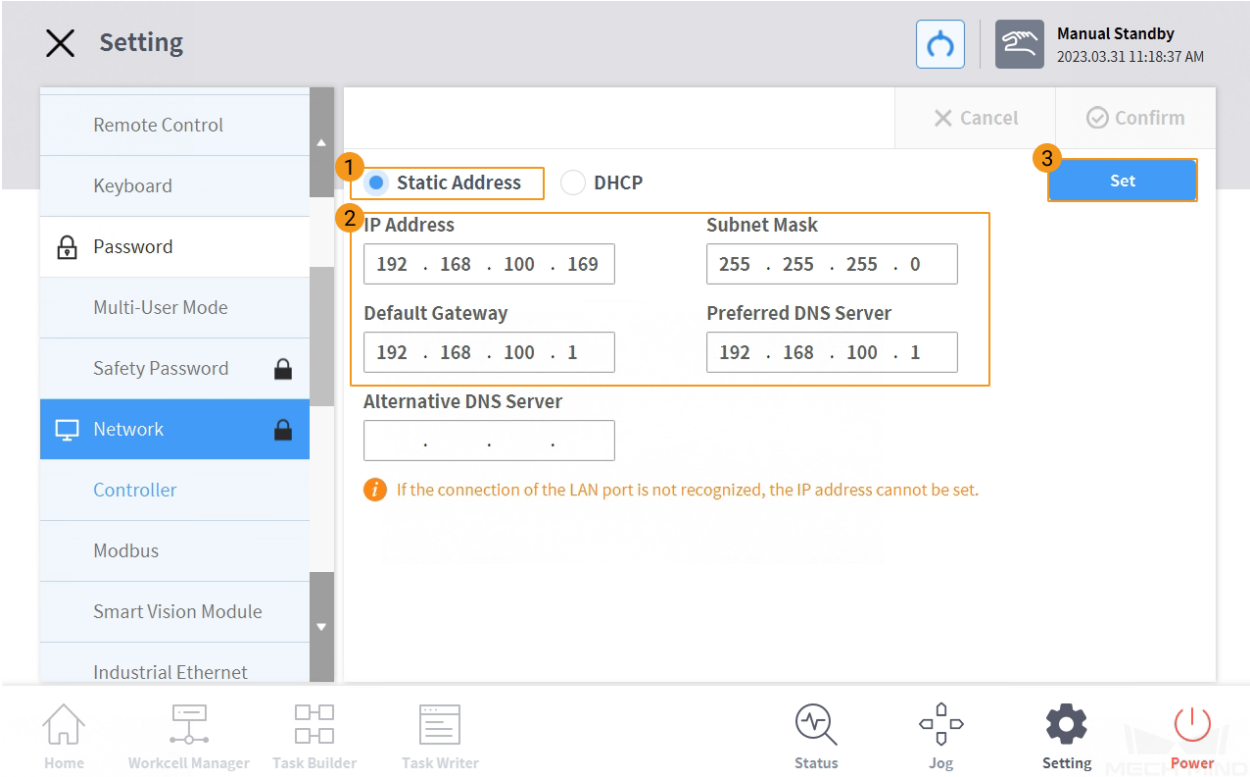 Setting
Manual Standby
2023.03.31 11:18:37 AM
Remote Control
Keyboard
Password
Multi-User Mode
Safety Password
Network
Controller
Modbus
Smart Vision Module
Industrial Ethernet
Cancel
Confirm
1
Static Address
DHCP
3
Set
2
IP Address
Subnet Mask
192 . 168 . 100 . 169
255 . 255 . 255 . 0
Default Gateway
Preferred DNS Server
192 . 168 . 100 . 1
192 . 168 . 100 . 1
Alternative DNS Server
. . .
i If the connection of the LAN port is not recognized, the IP address cannot be set.
Home
Workcell Manager
Task Builder
Task Writer
Status
Jog
Setting
Power
MECH MIND